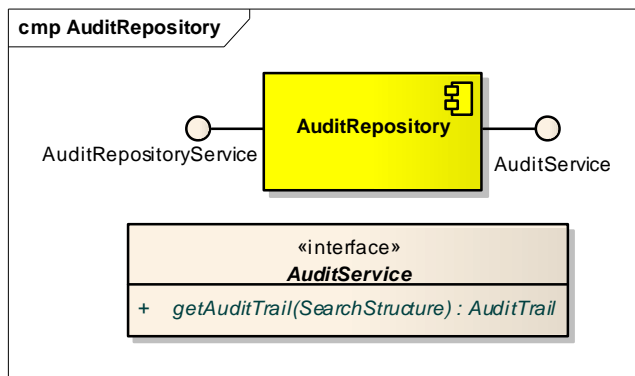 cmp AuditRepository
AuditRepository
AuditRepositoryService
AuditService
«interface»
AuditService
+ getAuditTrail(SearchStructure) : AuditTrail